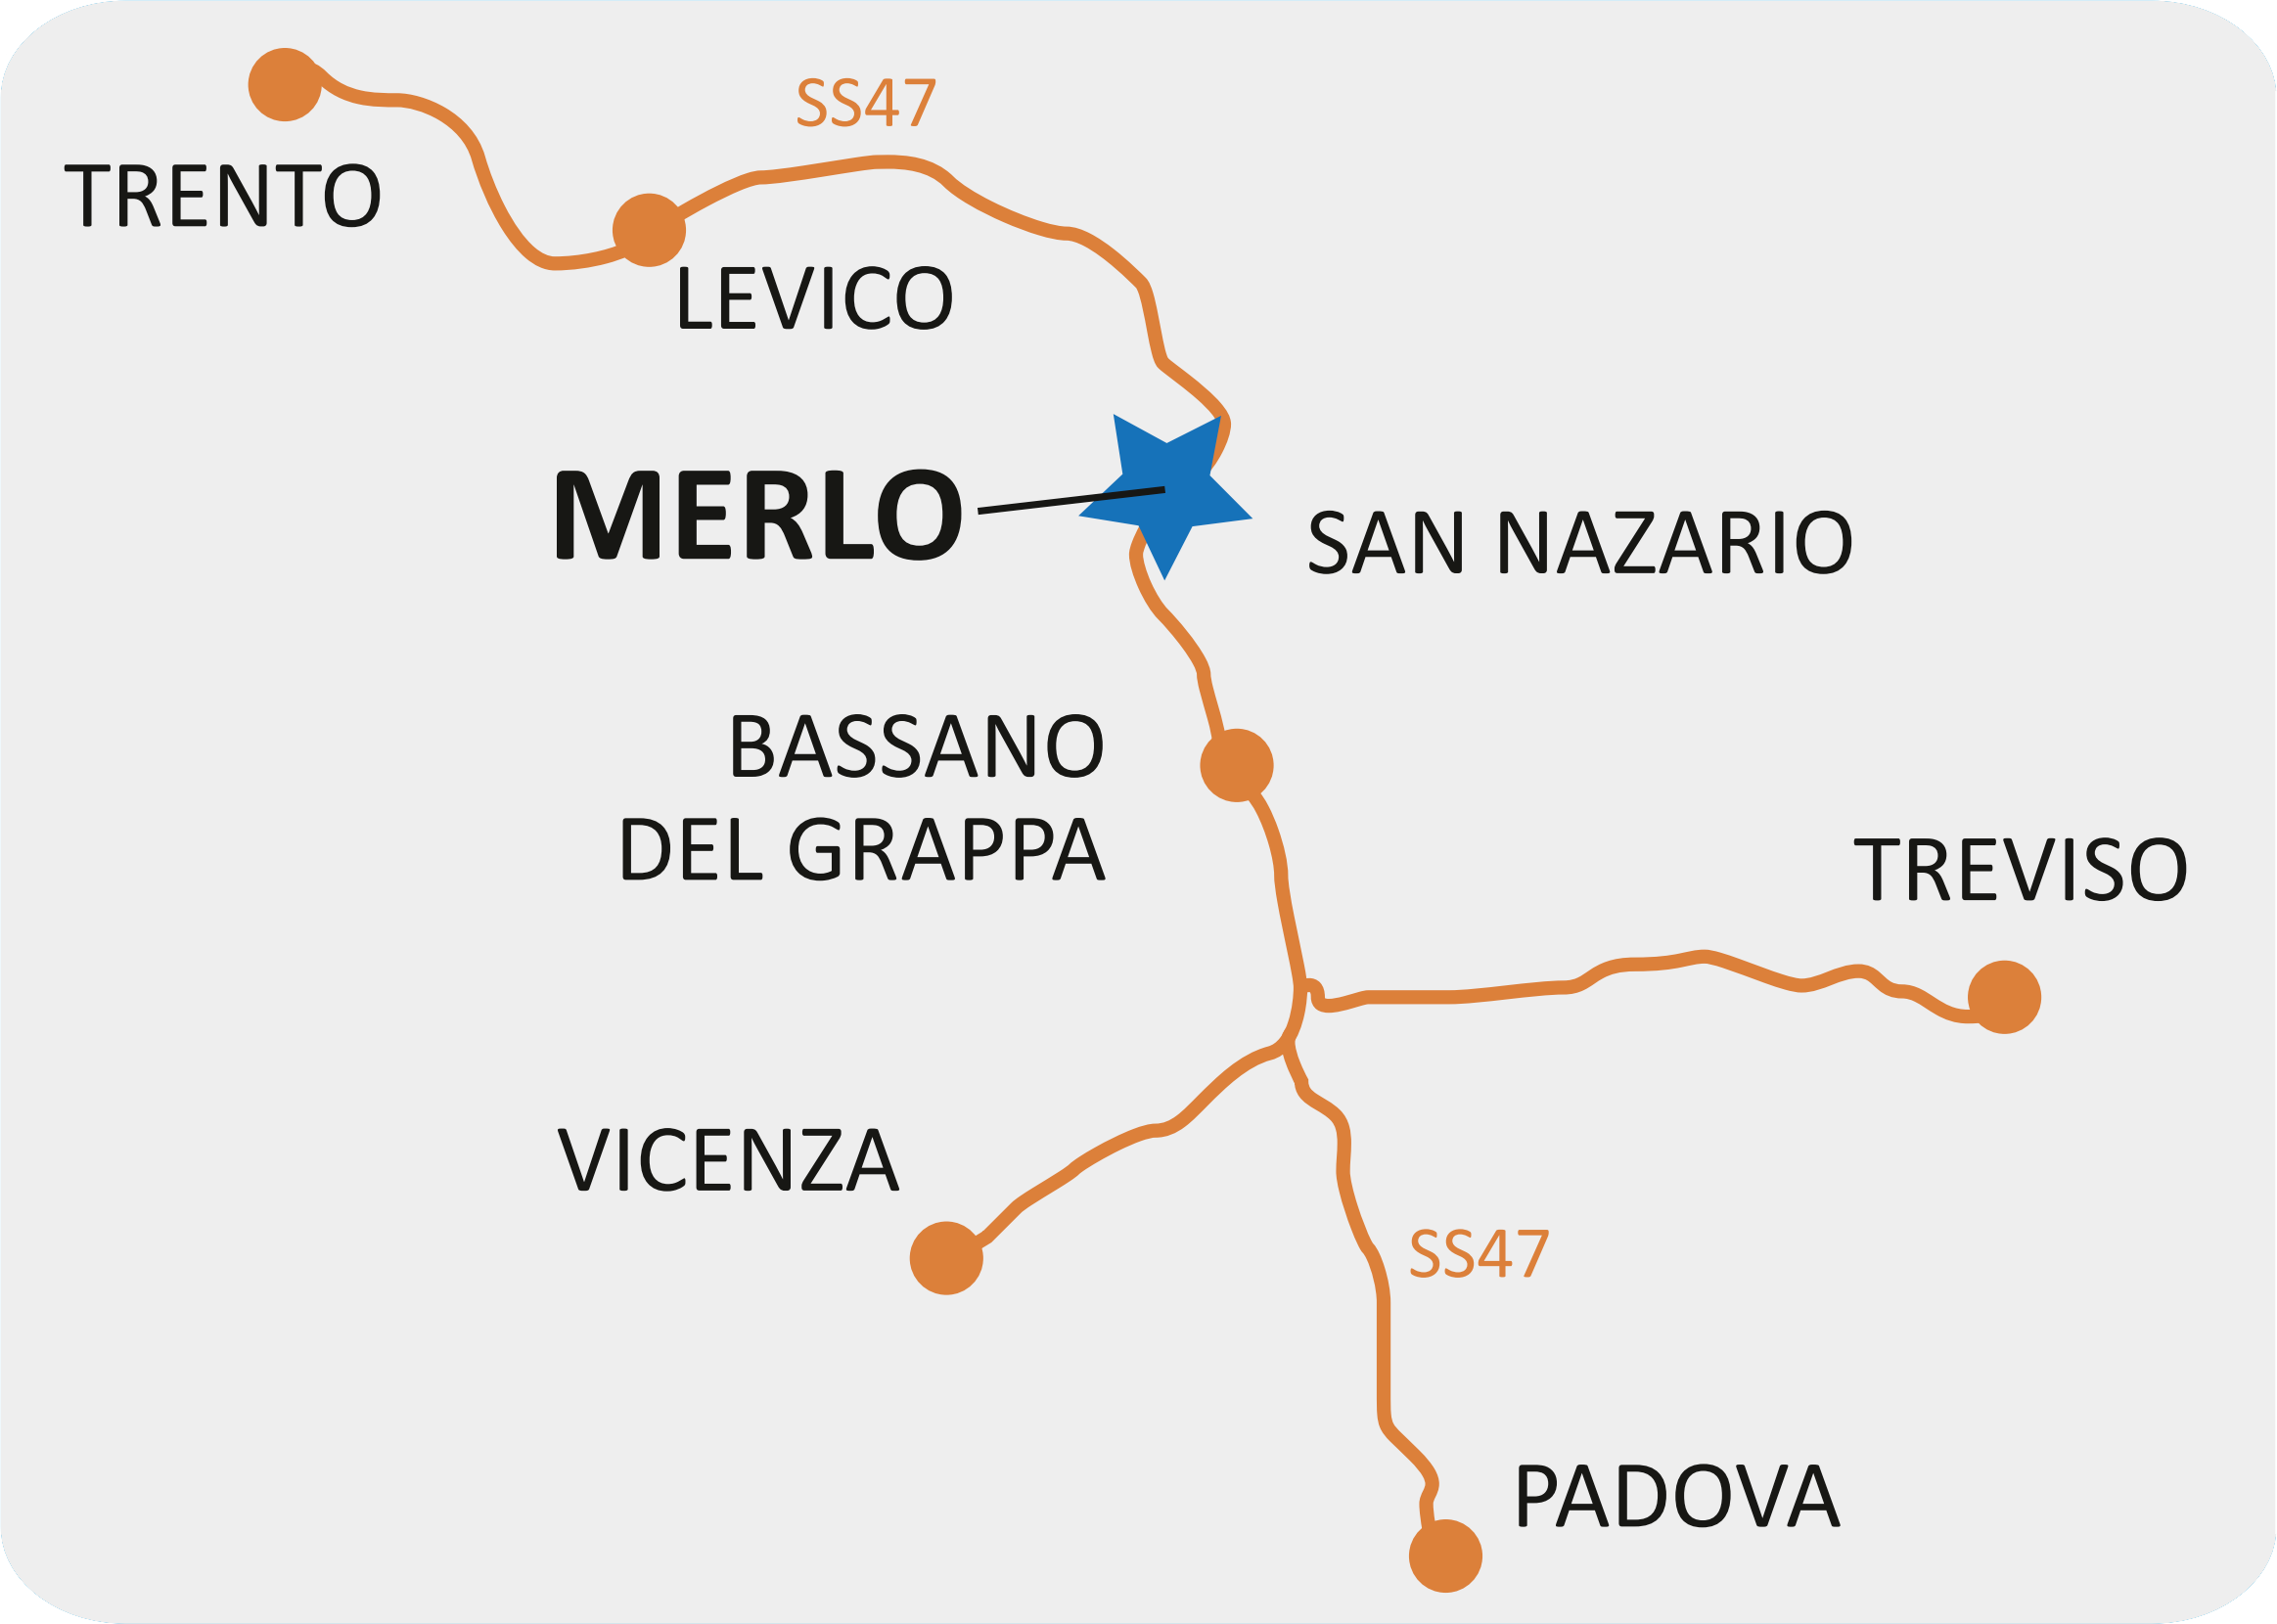 SS47
TRENTO
LEVICO
MERLO
SAN NAZARIO
BASSANO
DEL GRAPPA
TREVISO
VICENZA
SS47
PADOVA